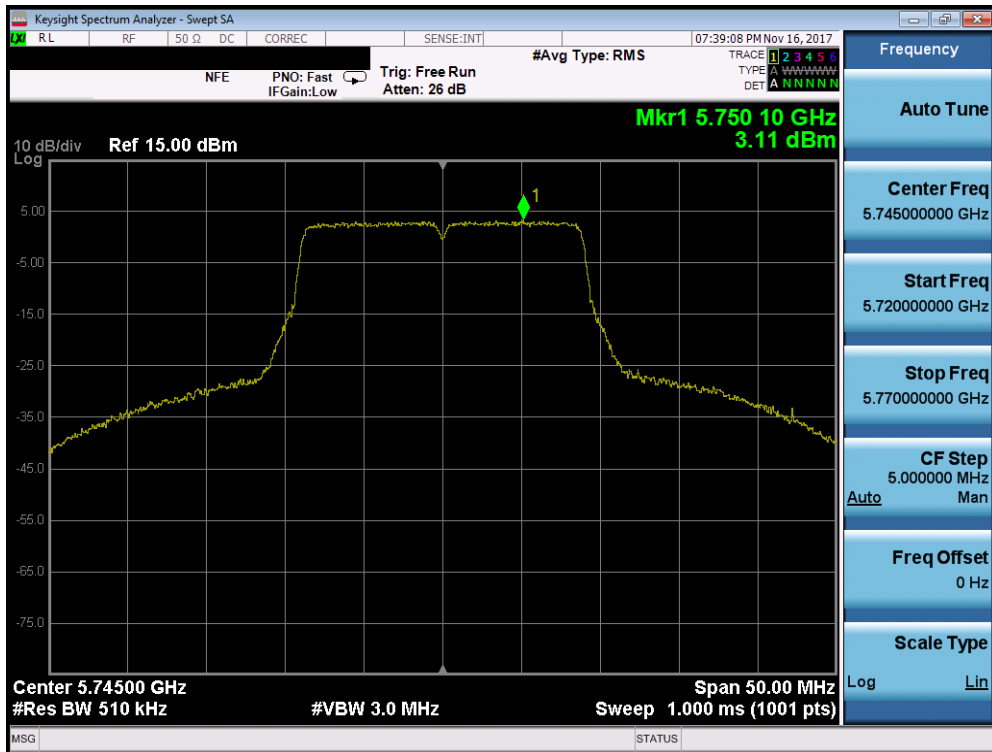 Keysight Spectrum Analyzer - Swept SA
LXI RL RF 50 Ω DC CORREC SENSE:INT 07:39:08 PM Nov 16, 2017
NFE PNO: Fast Trig: Free Run #Avg Type: RMS TRACE 1 2 3 4 5 6
IFGain:Low Atten: 26 dB TYPE A WWWWW
DET A N N N N N
Mkr1 5.750 10 GHz
3.11 dBm
10 dB/div Ref 15.00 dBm
Log
1
5.00
-5.00
-15.0
-25.0
-35.0
-45.0
-55.0
-65.0
-75.0
Center 5.74500 GHz Span 50.00 MHz
#Res BW 510 kHz #VBW 3.0 MHz Sweep 1.000 ms (1001 pts)
MSG STATUS
Frequency
Auto Tune
Center Freq
5.745000000 GHz
Start Freq
5.720000000 GHz
Stop Freq
5.770000000 GHz
CF Step
5.000000 MHz
Auto Man
Freq Offset
0 Hz
Scale Type
Log Lin